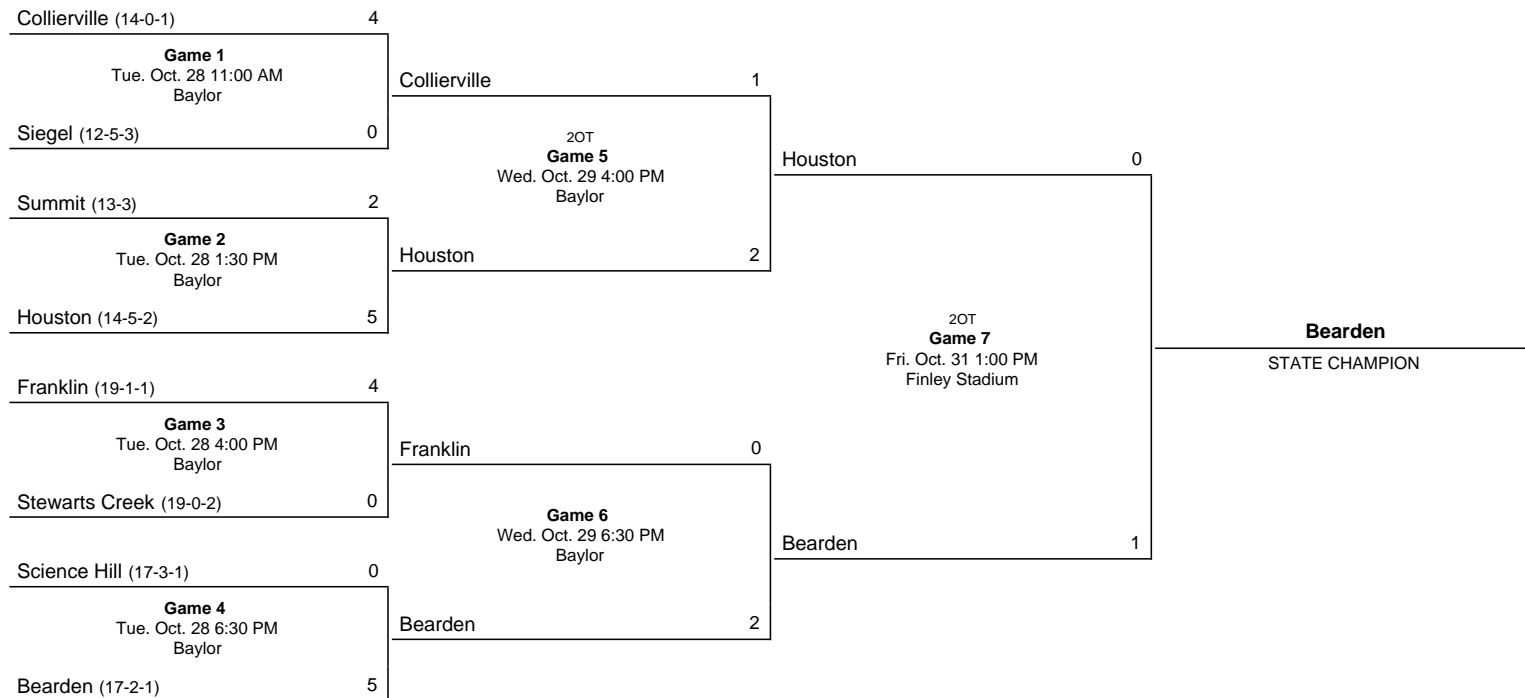 Collierville (14-0-1) 4
Game 1
Tue. Oct. 28 11:00 AM
Baylor
Siegel (12-5-3) 0
Summit (13-3) 2
Game 2
Tue. Oct. 28 1:30 PM
Baylor
Houston (14-5-2) 5
Franklin (19-1-1) 4
Game 3
Tue. Oct. 28 4:00 PM
Baylor
Stewarts Creek (19-0-2) 0
Science Hill (17-3-1) 0
Game 4
Tue. Oct. 28 6:30 PM
Baylor
Bearden (17-2-1) 5
Collierville 1
2OT
Game 5
Wed. Oct. 29 4:00 PM
Baylor
Houston 2
Franklin 0
Game 6
Wed. Oct. 29 6:30 PM
Baylor
Bearden 2
Houston 0
2OT
Game 7
Fri. Oct. 31 1:00 PM
Finley Stadium
Bearden 1
Bearden
STATE CHAMPION